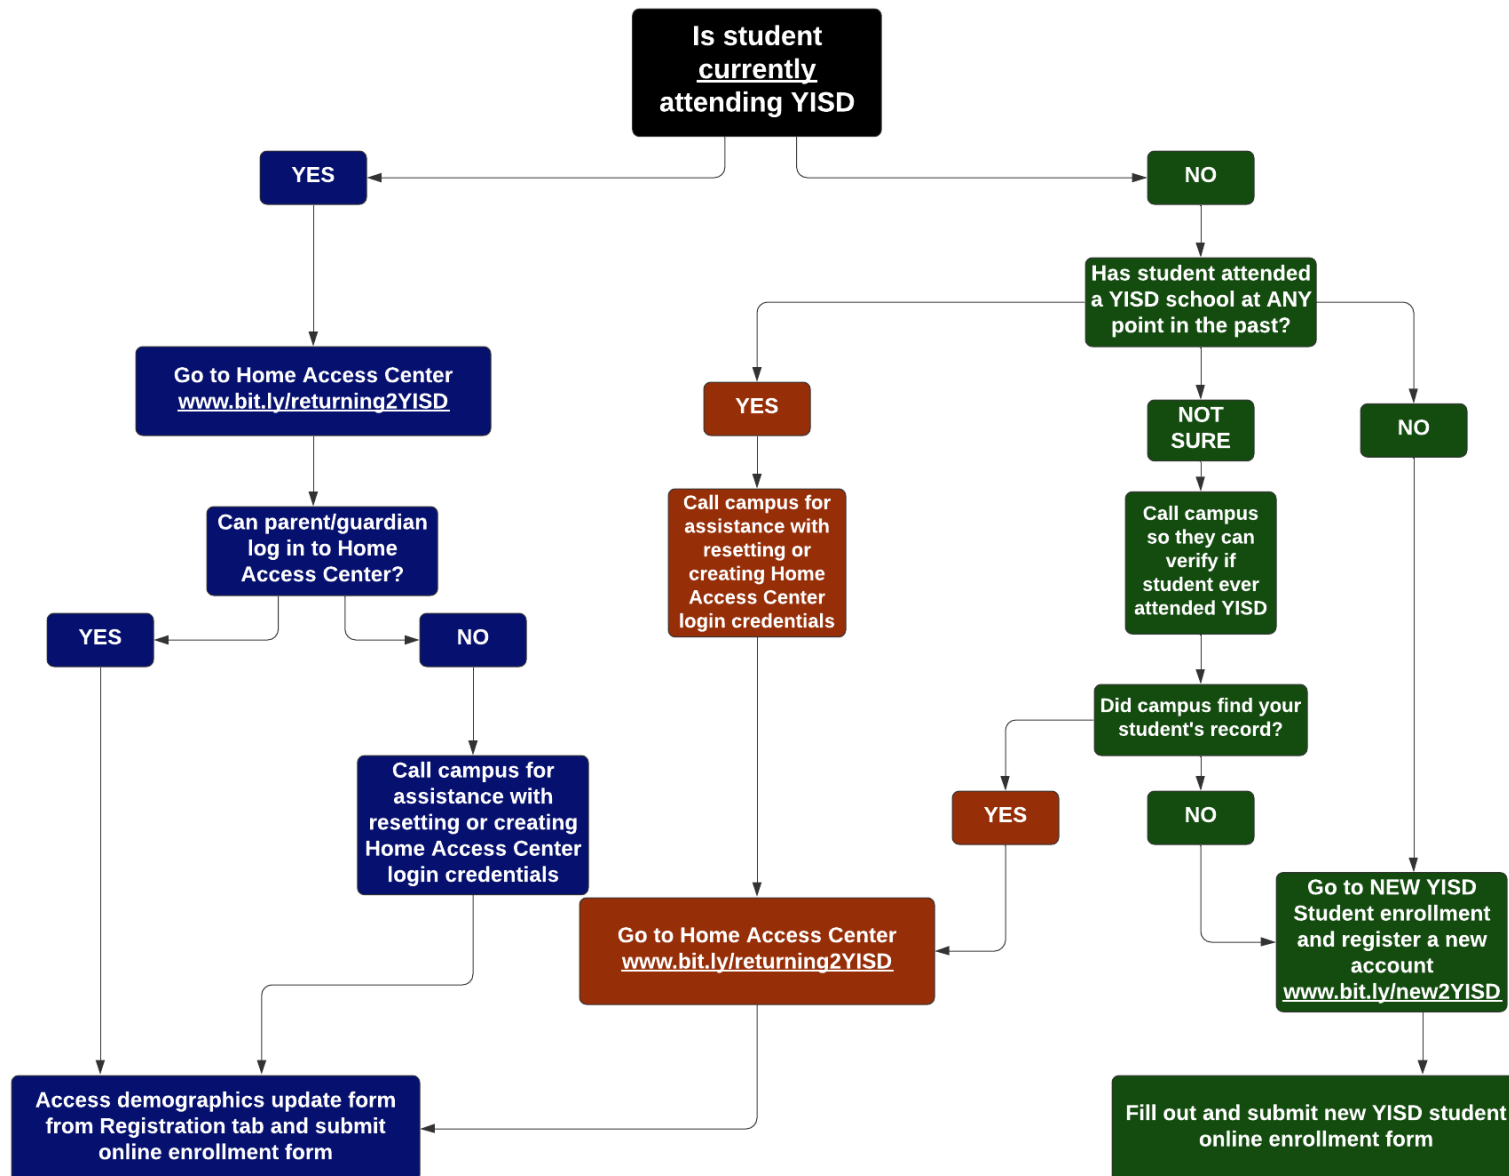 Is student
currently
attending YISD
YES
NO
Has student attended
a YISD school at ANY
point in the past?
Go to Home Access Center
www.bit.ly/returning2YISD
YES
NOT
SURE
NO
Call campus for
assistance with
resetting or
creating Home
Access Center
login credentials
Call campus
so they can
verify if
student ever
attended YISD
Can parent/guardian
log in to Home
Access Center?
YES
NO
Did campus find your
student's record?
Call campus for
assistance with
resetting or creating
Home Access Center
login credentials
YES
NO
Go to NEW YISD
Student enrollment
and register a new
account
www.bit.ly/new2YISD
Go to Home Access Center
www.bit.ly/returning2YISD
Access demographics update form
from Registration tab and submit
online enrollment form
Fill out and submit new YISD student
online enrollment form